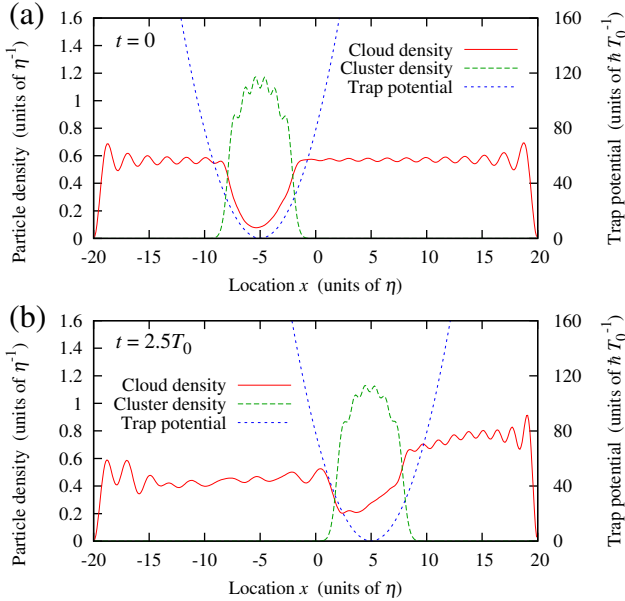 (a)
t = 0
Cloud density
Cluster density
Trap potential
Particle density (units of η⁻¹)
0
0.2
0.4
0.6
0.8
1
1.2
1.4
1.6
Trap potential (units of ℏ T₀⁻¹)
0
40
80
120
160
-20 -15 -10 -5 0 5 10 15 20
Location x (units of η)
(b)
t = 2.5T₀
Cloud density
Cluster density
Trap potential
Particle density (units of η⁻¹)
0
0.2
0.4
0.6
0.8
1
1.2
1.4
1.6
Trap potential (units of ℏ T₀⁻¹)
0
40
80
120
160
-20 -15 -10 -5 0 5 10 15 20
Location x (units of η)